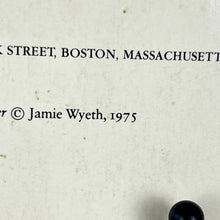 STREET, BOSTON, MASSACHUSETT
© Jamie Wyeth, 1975